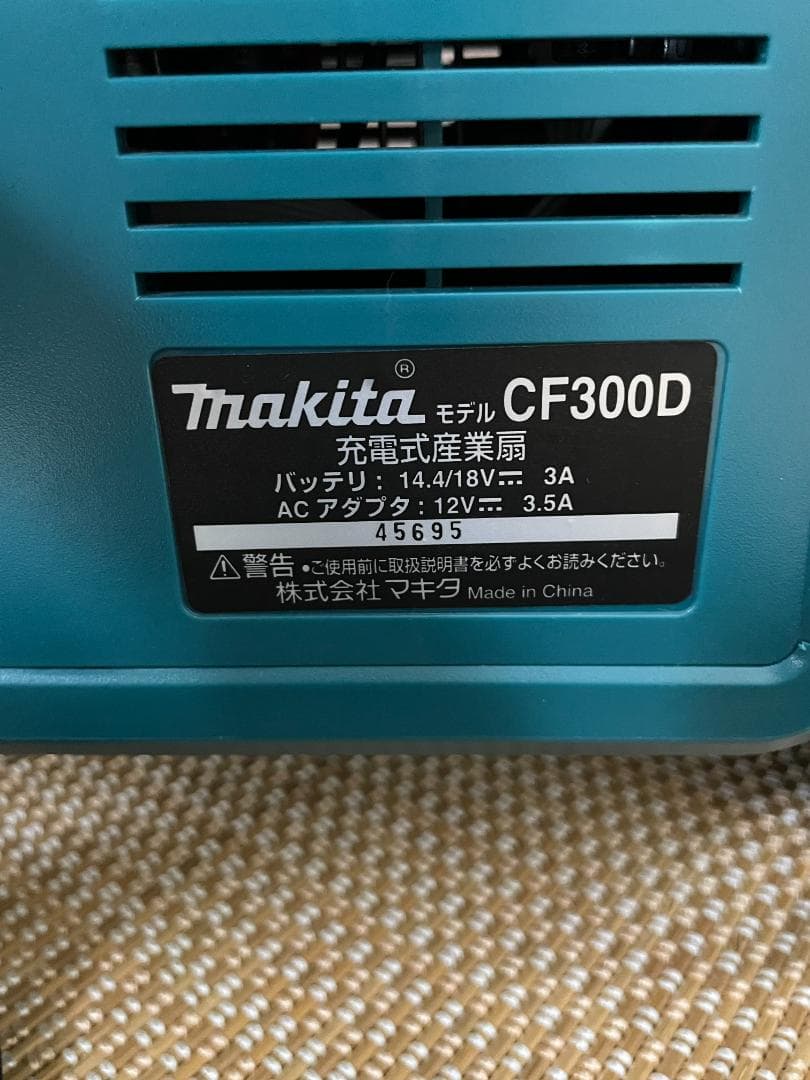 makita® モデル CF300D
充電式産業扇
バッテリ: 14.4/18V⎓ 3A
AC アダプタ: 12V⎓ 3.5A
45695
⚠警告 •ご使用前に取扱説明書を必ずよくお読みください。
株式会社 マキタ Made in China